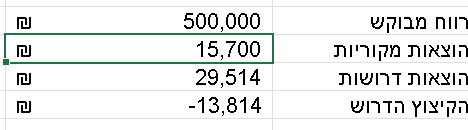 רווח מבוקש 500,000 ₪
הוצאות מקוריות 15,700 ₪
הוצאות דרושות 29,514 ₪
הקיצוץ הדרוש -13,814 ₪